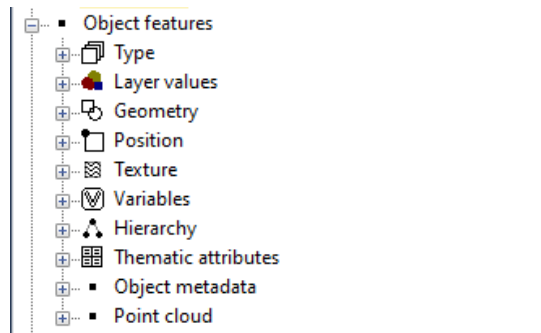 Object features
Type
Layer values
Geometry
Position
Texture
Variables
Hierarchy
Thematic attributes
Object metadata
Point cloud